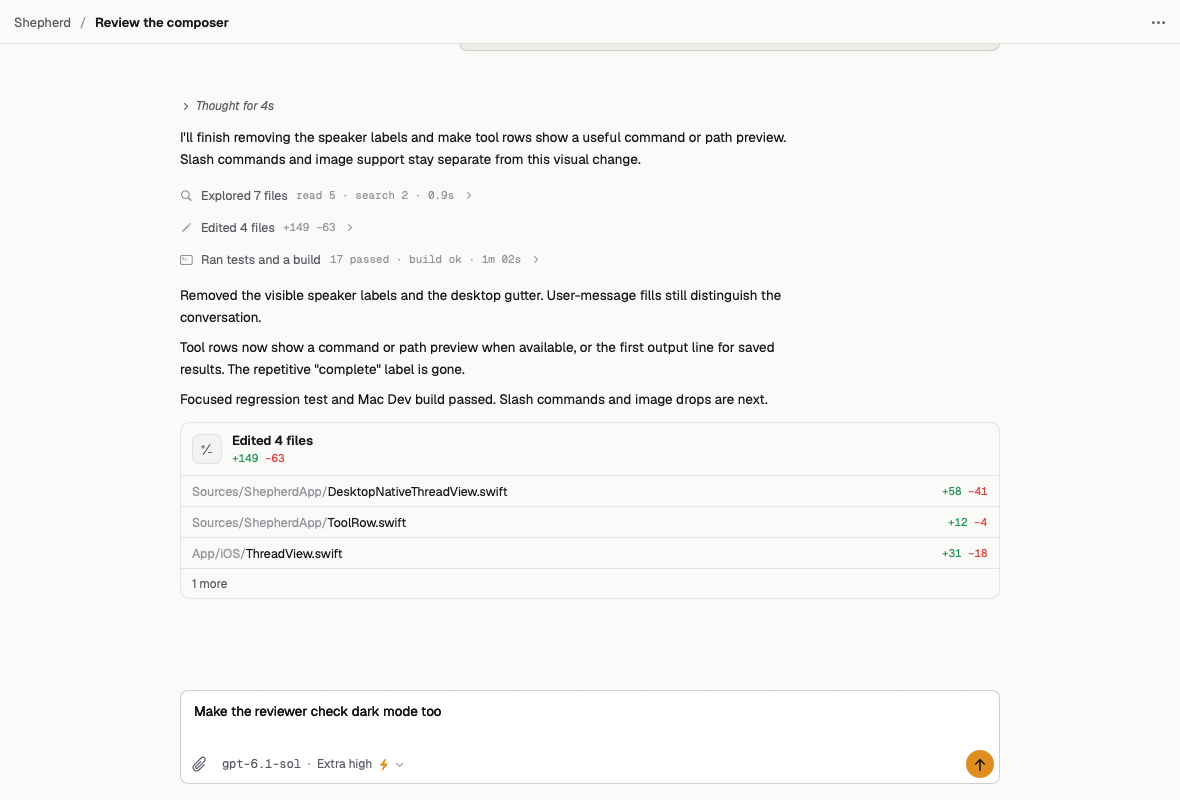 Shepherd / Review the composer
Thought for 4s
I'll finish removing the speaker labels and make tool rows show a useful command or path preview.
Slash commands and image support stay separate from this visual change.
Explored 7 files read 5 · search 2 · 0.9s
Edited 4 files +149 −63
Ran tests and a build 17 passed · build ok · 1m 02s
Removed the visible speaker labels and the desktop gutter. User-message fills still distinguish the
conversation.
Tool rows now show a command or path preview when available, or the first output line for saved
results. The repetitive "complete" label is gone.
Focused regression test and Mac Dev build passed. Slash commands and image drops are next.
Edited 4 files
+149 −63
Sources/ShepherdApp/DesktopNativeThreadView.swift +58 −41
Sources/ShepherdApp/ToolRow.swift +12 −4
App/iOS/ThreadView.swift +31 −18
1 more
Make the reviewer check dark mode too
gpt-6.1-sol · Extra high